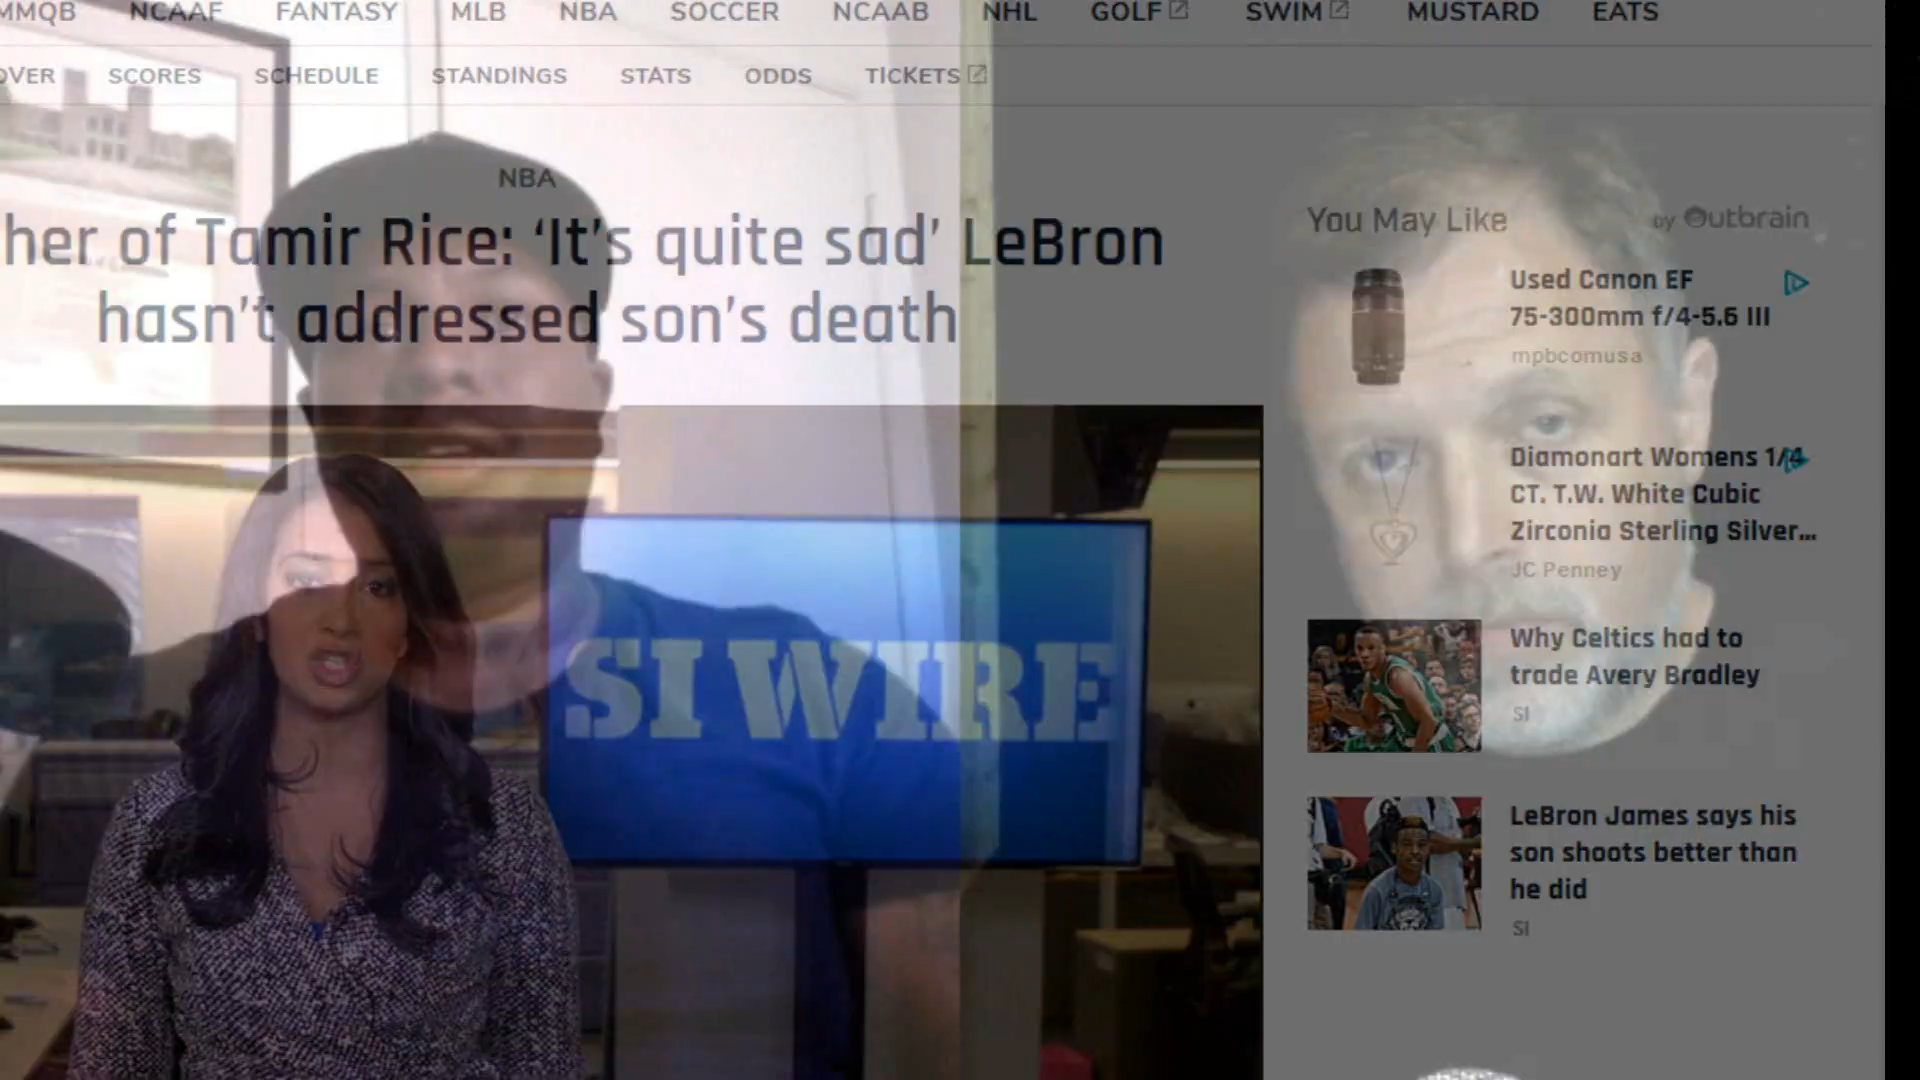 MMQB NCAAF FANTASY MLB NBA SOCCER NCAAB NHL GOLF SWIM MUSTARD EATS
OVER SCORES SCHEDULE STANDINGS STATS ODDS TICKETS
NBA
her of Tamir Rice: ‘It’s quite sad’ LeBron
hasn’t addressed son’s death
SI WIRE
You May Like by Outbrain
Used Canon EF
75-300mm f/4-5.6 III
mpbcomusa
Diamonart Womens 1/4
CT. T.W. White Cubic
Zirconia Sterling Silver...
JC Penney
Why Celtics had to
trade Avery Bradley
SI
LeBron James says his
son shoots better than
he did
SI